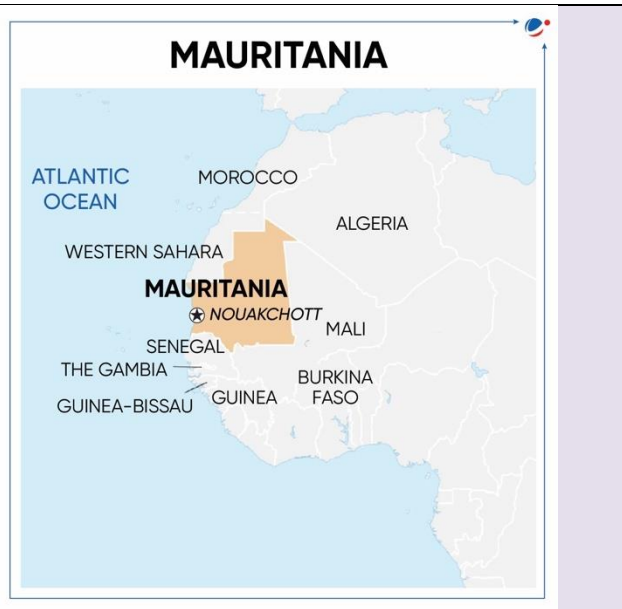 MAURITANIA
ATLANTIC
OCEAN
MOROCCO
ALGERIA
WESTERN SAHARA
MAURITANIA
NOUAKCHOTT
MALI
SENEGAL
THE GAMBIA
BURKINA
FASO
GUINEA-BISSAU
GUINEA